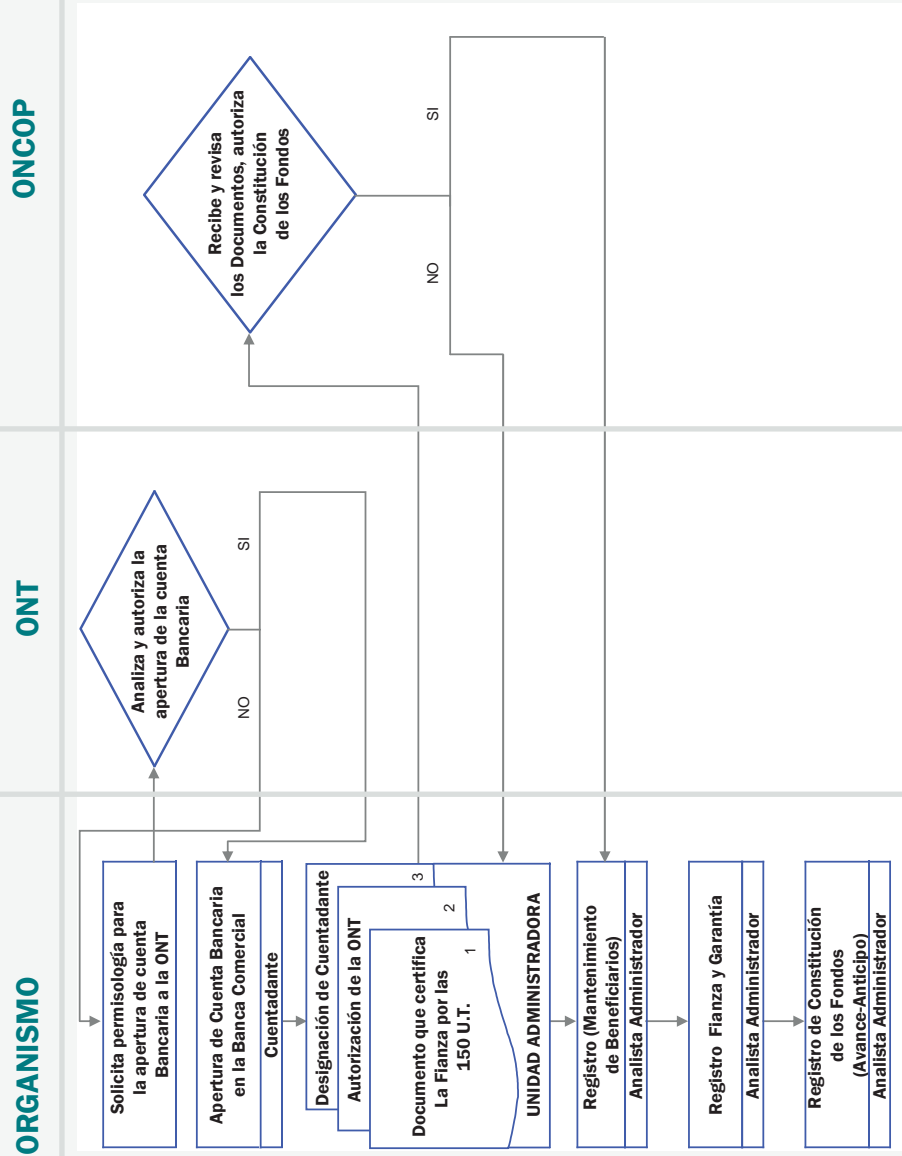 ORGANISMO
ONT
ONCOP
Solicita permisología para
la apertura de cuenta
Bancaria a la ONT
Analiza y autoriza la
apertura de la cuenta
Bancaria
NO
SI
Apertura de Cuenta Bancaria
en la Banca Comercial
Cuentadante
Designación de Cuentadante
3
Autorización de la ONT
2
Documento que certifica
La Fianza por las
150 U.T.
1
UNIDAD ADMINISTRADORA
Recibe y revisa
los Documentos, autoriza
la Constitución
de los Fondos
NO
SI
Registro (Mantenimiento
de Beneficiarios)
Analista Administrador
Registro Fianza y Garantía
Analista Administrador
Registro de Constitución
de los Fondos
(Avance-Anticipo)
Analista Administrador